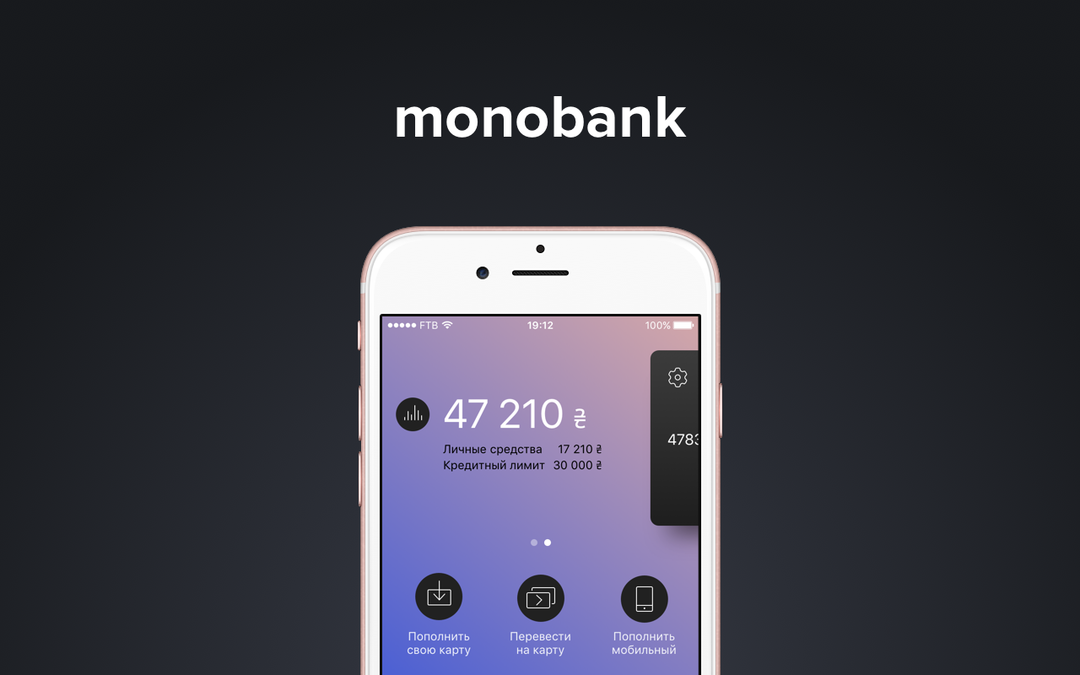 monobank
FTB 19:12 100%
47 210 ₴
Личные средства 17 210 ₴
Кредитный лимит 30 000 ₴
4783
Пополнить свою карту
Перевести на карту
Пополнить мобильный